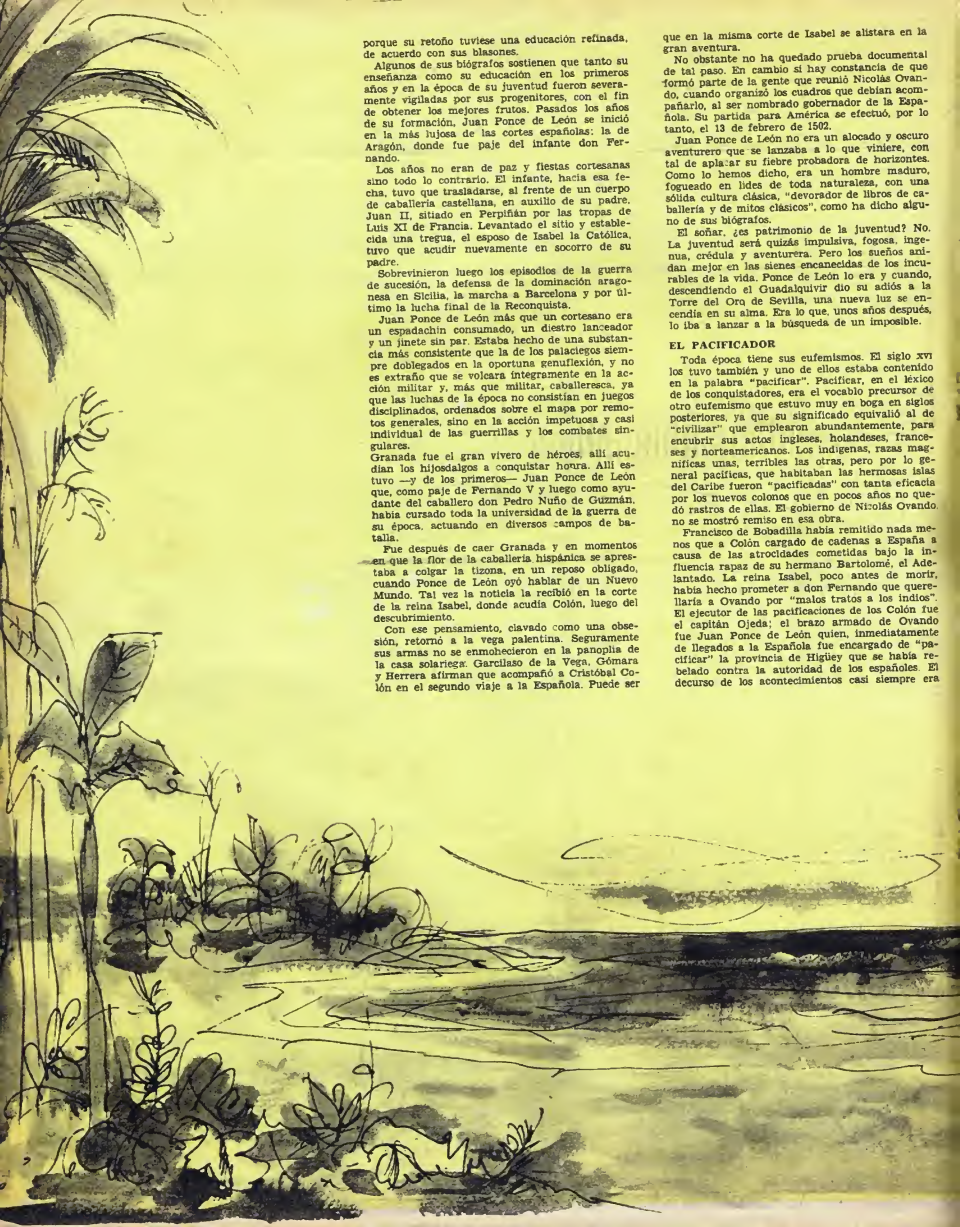 porque su retoño tuviese una educación refinada,
de acuerdo con sus blasones.
Algunos de sus biógrafos sostienen que tanto su
enseñanza como su educación en los primeros
años y en la época de su juventud fueron severa-
mente vigiladas por sus progenitores, con el fin
de obtener los mejores frutos. Pasados los años
de su formación, Juan Ponce de León se inició
en la más lujosa de las cortes españolas: la de
Aragón, donde fue paje del infante don Fer-
nando.
Los años no eran de paz y fiestas cortesanas
sino todo lo contrario. El infante, hacia esa fe-
cha, tuvo que trasladarse, al frente de un cuerpo
de caballería castellana, en auxilio de su padre,
Juan II, sitiado en Perpiñán por las tropas de
Luis XI de Francia. Levantado el sitio y estable-
cida una tregua, el esposo de Isabel la Católica,
tuvo que acudir nuevamente en socorro de su
padre.
Sobrevinieron luego los episodios de la guerra
de sucesión, la defensa de la dominación arago-
nesa en Sicilia, la marcha a Barcelona y por úl-
timo la lucha final de la Reconquista.
Juan Ponce de León más que un cortesano era
un espadachín consumado, un diestro lanceador
y un jinete sin par. Estaba hecho de una substan-
cia más consistente que la de los palaciegos siem-
pre doblegados en la oportuna genuflexión, y no
es extraño que se volcara íntegramente en la ac-
ción militar y, más que militar, caballeresca, ya
que las luchas de la época no consistían en juegos
disciplinados, ordenados sobre el mapa por remo-
tos generales, sino en la acción impetuosa y casi
individual de las guerrillas y los combates sin-
gulares.
Granada fue el gran vivero de héroes, allí acu-
dían los hijosdalgos a conquistar honra. Allí es-
tuvo —y de los primeros— Juan Ponce de León
que, como paje de Fernando V y luego como ayu-
dante del caballero don Pedro Nuño de Guzmán,
había cursado toda la universidad de la guerra de
su época, actuando en diversos campos de ba-
talla.
Fue después de caer Granada y en momentos
en que la flor de la caballería hispánica se apres-
taba a colgar la tizona, en un reposo obligado,
cuando Ponce de León oyó hablar de un Nuevo
Mundo. Tal vez la noticia la recibió en la corte
de la reina Isabel, donde acudía Colón, luego del
descubrimiento.
Con ese pensamiento, clavado como una obse-
sión, retornó a la vega palentina. Seguramente
sus armas no se enmohecieron en la panoplia de
la casa solariega. Garcilaso de la Vega, Gómara
y Herrera afirman que acompañó a Cristóbal Co-
lón en el segundo viaje a la Española. Puede ser
que en la misma corte de Isabel se alistara en la
gran aventura.
No obstante no ha quedado prueba documental
de tal paso. En cambio sí hay constancia de que
formó parte de la gente que reunió Nicolás Ovan-
do, cuando organizó los cuadros que debían acom-
pañarlo, al ser nombrado gobernador de la Espa-
ñola. Su partida para América se efectuó, por lo
tanto, el 13 de febrero de 1502.
Juan Ponce de León no era un alocado y oscuro
aventurero que se lanzaba a lo que viniere, con
tal de aplacar su fiebre probadora de horizontes.
Como lo hemos dicho, era un hombre maduro,
fogueado en lides de toda naturaleza, con una
sólida cultura clásica, "devorador de libros de ca-
ballería y de mitos clásicos", como ha dicho algu-
no de sus biógrafos.
El soñar, ¿es patrimonio de la juventud? No.
La juventud será quizás impulsiva, fogosa, inge-
nua, crédula y aventurera. Pero los sueños ani-
dan mejor en las sienes encanecidas de los incu-
rables de la vida. Ponce de León lo era y cuando,
descendiendo el Guadalquivir dio su adiós a la
Torre del Oro de Sevilla, una nueva luz se en-
cendía en su alma. Era lo que, unos años después,
lo iba a lanzar a la búsqueda de un imposible.
EL PACIFICADOR
Toda época tiene sus eufemismos. El siglo XVI
los tuvo también y uno de ellos estaba contenido
en la palabra "pacificar". Pacificar, en el léxico
de los conquistadores, era el vocablo precursor de
otro eufemismo que estuvo muy en boga en siglos
posteriores, ya que su significado equivalió al de
"civilizar" que emplearon abundantemente, para
encubrir sus actos ingleses, holandeses, france-
ses y norteamericanos. Los indígenas, razas mag-
níficas unas, terribles las otras, pero por lo ge-
neral pacíficas, que habitaban las hermosas islas
del Caribe fueron "pacificadas" con tanta eficacia
por los nuevos colonos que en pocos años no que-
dó rastros de ellas. El gobierno de Nicolás Ovando,
no se mostró remiso en esa obra.
Francisco de Bobadilla había remitido nada me-
nos que a Colón cargado de cadenas a España a
causa de las atrocidades cometidas bajo la in-
fluencia rapaz de su hermano Bartolomé, el Ade-
lantado. La reina Isabel, poco antes de morir,
había hecho prometer a don Fernando que quere-
llaría a Ovando por "malos tratos a los indios".
El ejecutor de las pacificaciones de los Colón fue
el capitán Ojeda; el brazo armado de Ovando
fue Juan Ponce de León quien, inmediatamente
de llegados a la Española fue encargado de "pa-
cificar" la provincia de Higüey que se había re-
belado contra la autoridad de los españoles. El
decurso de los acontecimientos casi siempre era